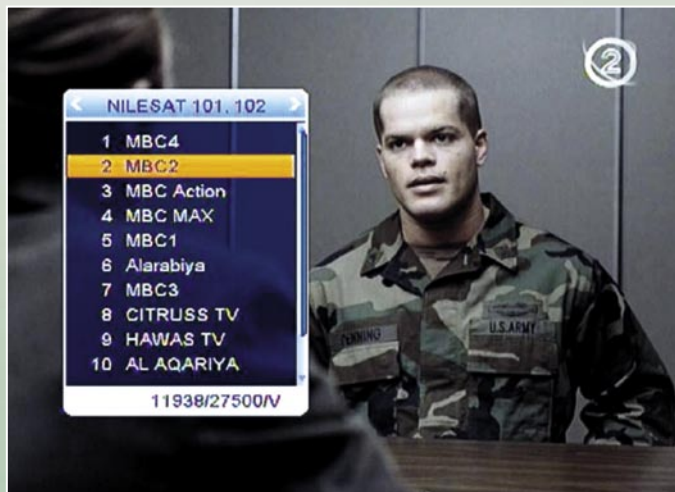 2
NILESAT 101, 102
1 MBC4
2 MBC2
3 MBC Action
4 MBC MAX
5 MBC1
6 Alarabiya
7 MBC3
8 CITRUSS TV
9 HAWAS TV
10 AL AQARIYA
11938/27500/V
U.S.ARMY